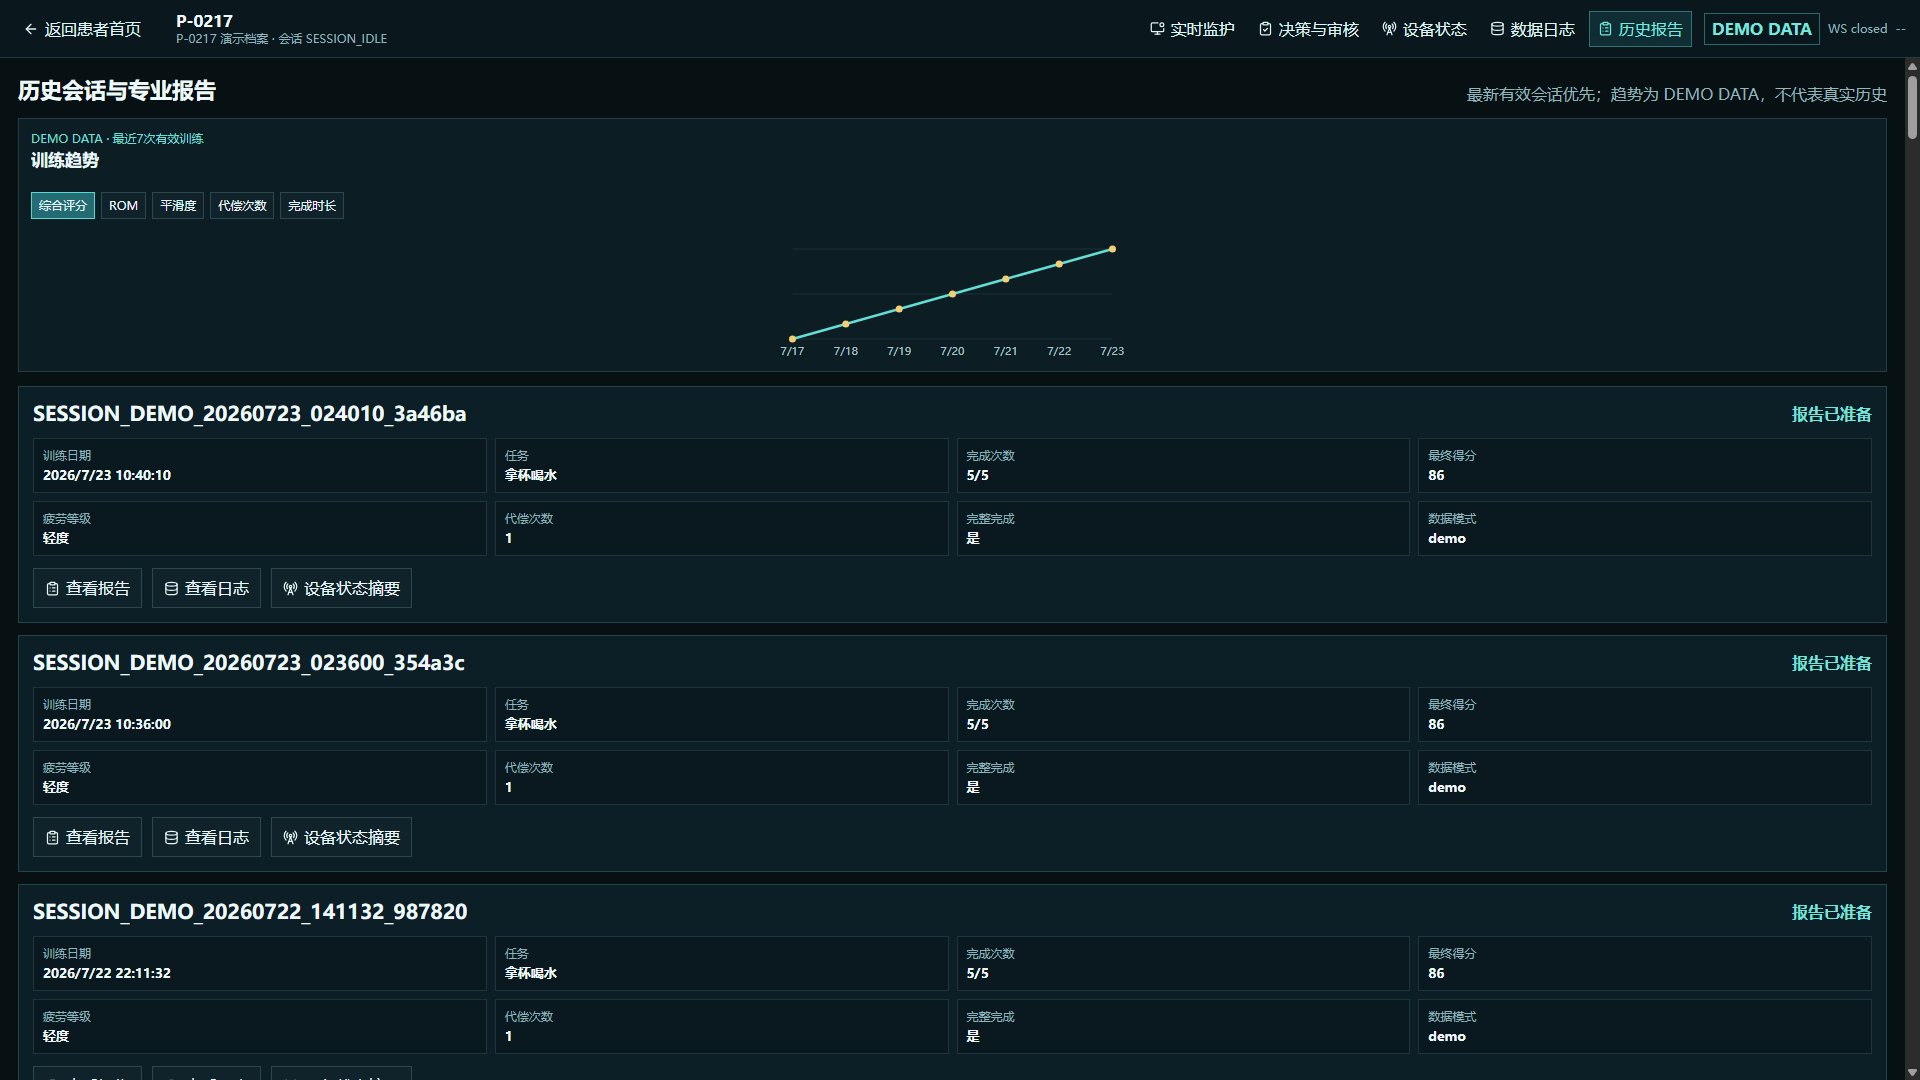 返回患者首页
P-0217
P-0217 演示档案 · 会话 SESSION_IDLE
实时监护
决策与审核
设备状态
数据日志
历史报告
DEMO DATA
WS closed --
历史会话与专业报告
最新有效会话优先；趋势为 DEMO DATA，不代表真实历史
DEMO DATA · 最近7次有效训练
训练趋势
综合评分
ROM
平滑度
代偿次数
完成时长
7/17 7/18 7/19 7/20 7/21 7/22 7/23
SESSION_DEMO_20260723_024010_3a46ba
报告已准备
训练日期
2026/7/23 10:40:10
任务
拿杯喝水
完成次数
5/5
最终得分
86
疲劳等级
轻度
代偿次数
1
完整完成
是
数据模式
demo
查看报告
查看日志
设备状态摘要
SESSION_DEMO_20260723_023600_354a3c
报告已准备
训练日期
2026/7/23 10:36:00
任务
拿杯喝水
完成次数
5/5
最终得分
86
疲劳等级
轻度
代偿次数
1
完整完成
是
数据模式
demo
查看报告
查看日志
设备状态摘要
SESSION_DEMO_20260722_141132_987820
报告已准备
训练日期
2026/7/22 22:11:32
任务
拿杯喝水
完成次数
5/5
最终得分
86
疲劳等级
轻度
代偿次数
1
完整完成
是
数据模式
demo